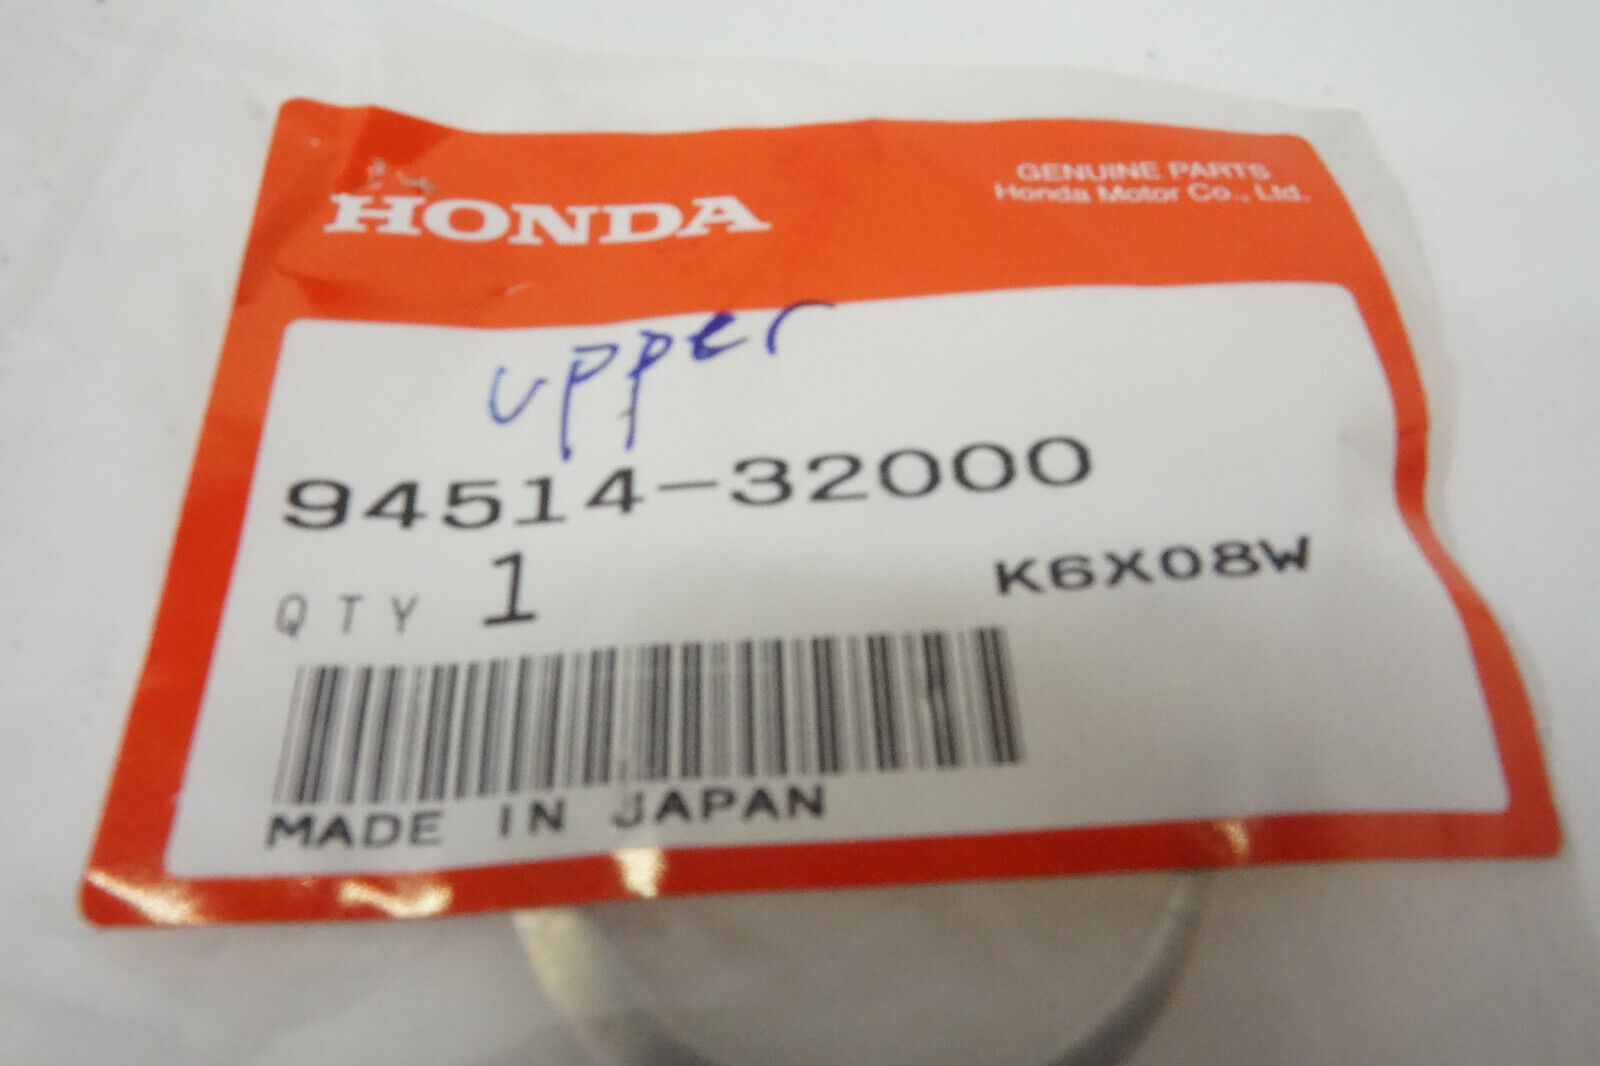 HONDA
GENUINE PARTS
Honda Motor Co., Ltd.
upper
94514-32000
QTY 1
K6X08W
MADE IN JAPAN